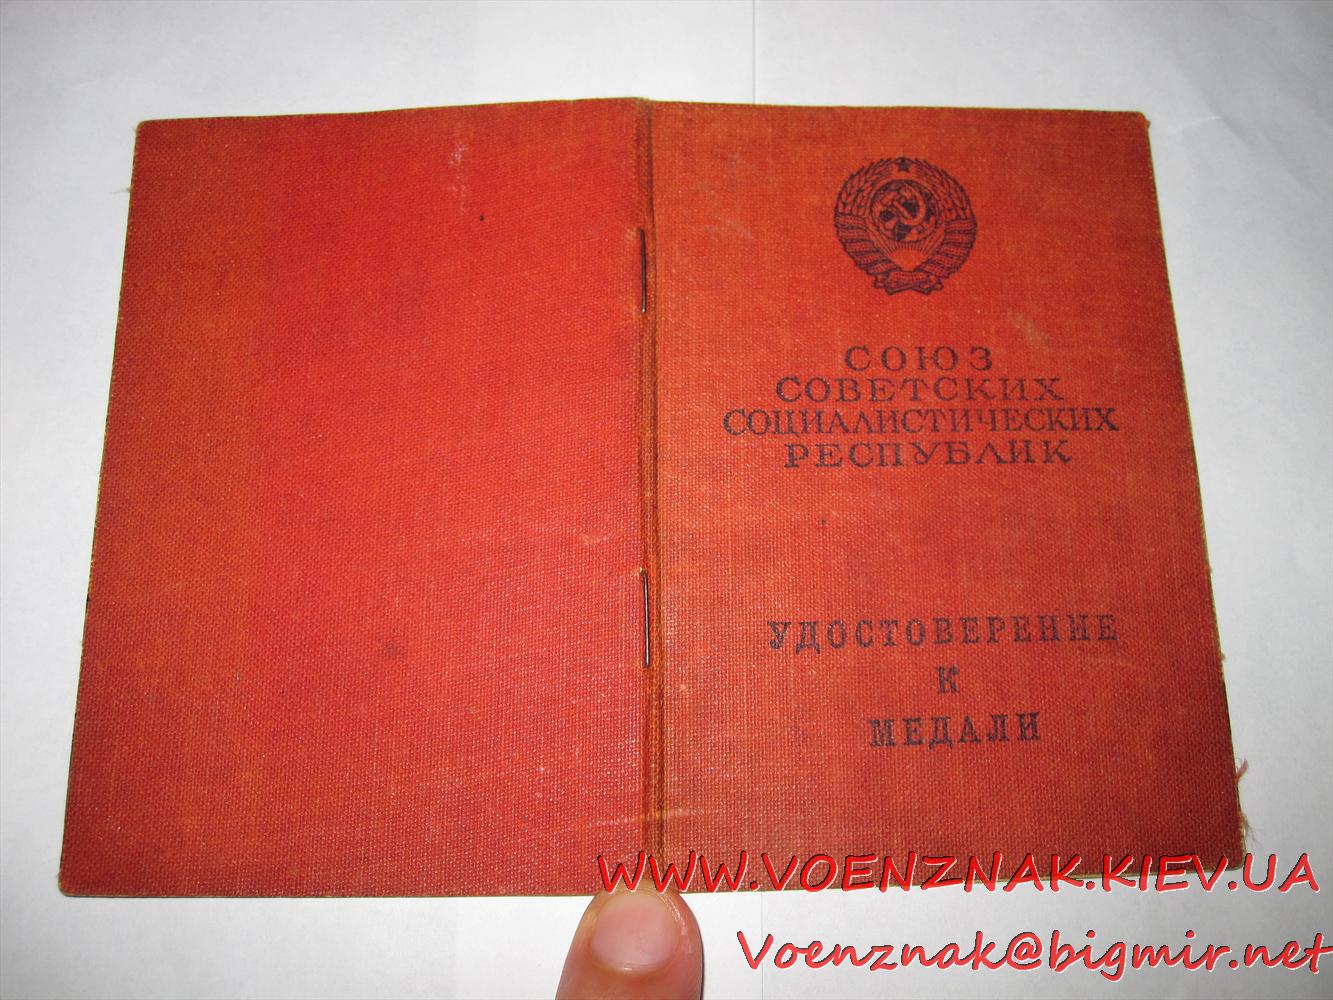 СОЮЗ
СОВЕТСКИХ
СОЦИАЛИСТИЧЕСКИХ
РЕСПУБЛИК
УДОСТОВЕРЕНИЕ
К
МЕДАЛИ
WWW.VOENZNAK.KIEV.UA
Voenznak@bigmir.net